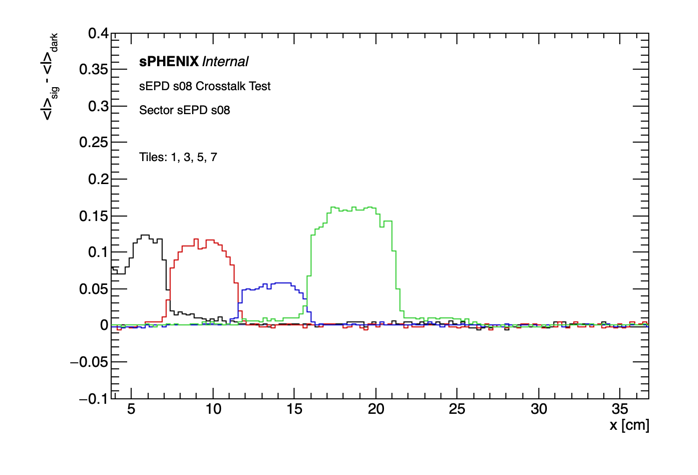 <I>sig - <I>dark
0.4
0.35
0.3
0.25
0.2
0.15
0.1
0.05
0
−0.05
−0.1
sPHENIX Internal
sEPD s08 Crosstalk Test
Sector sEPD s08
Tiles: 1, 3, 5, 7
5 10 15 20 25 30 35
x [cm]